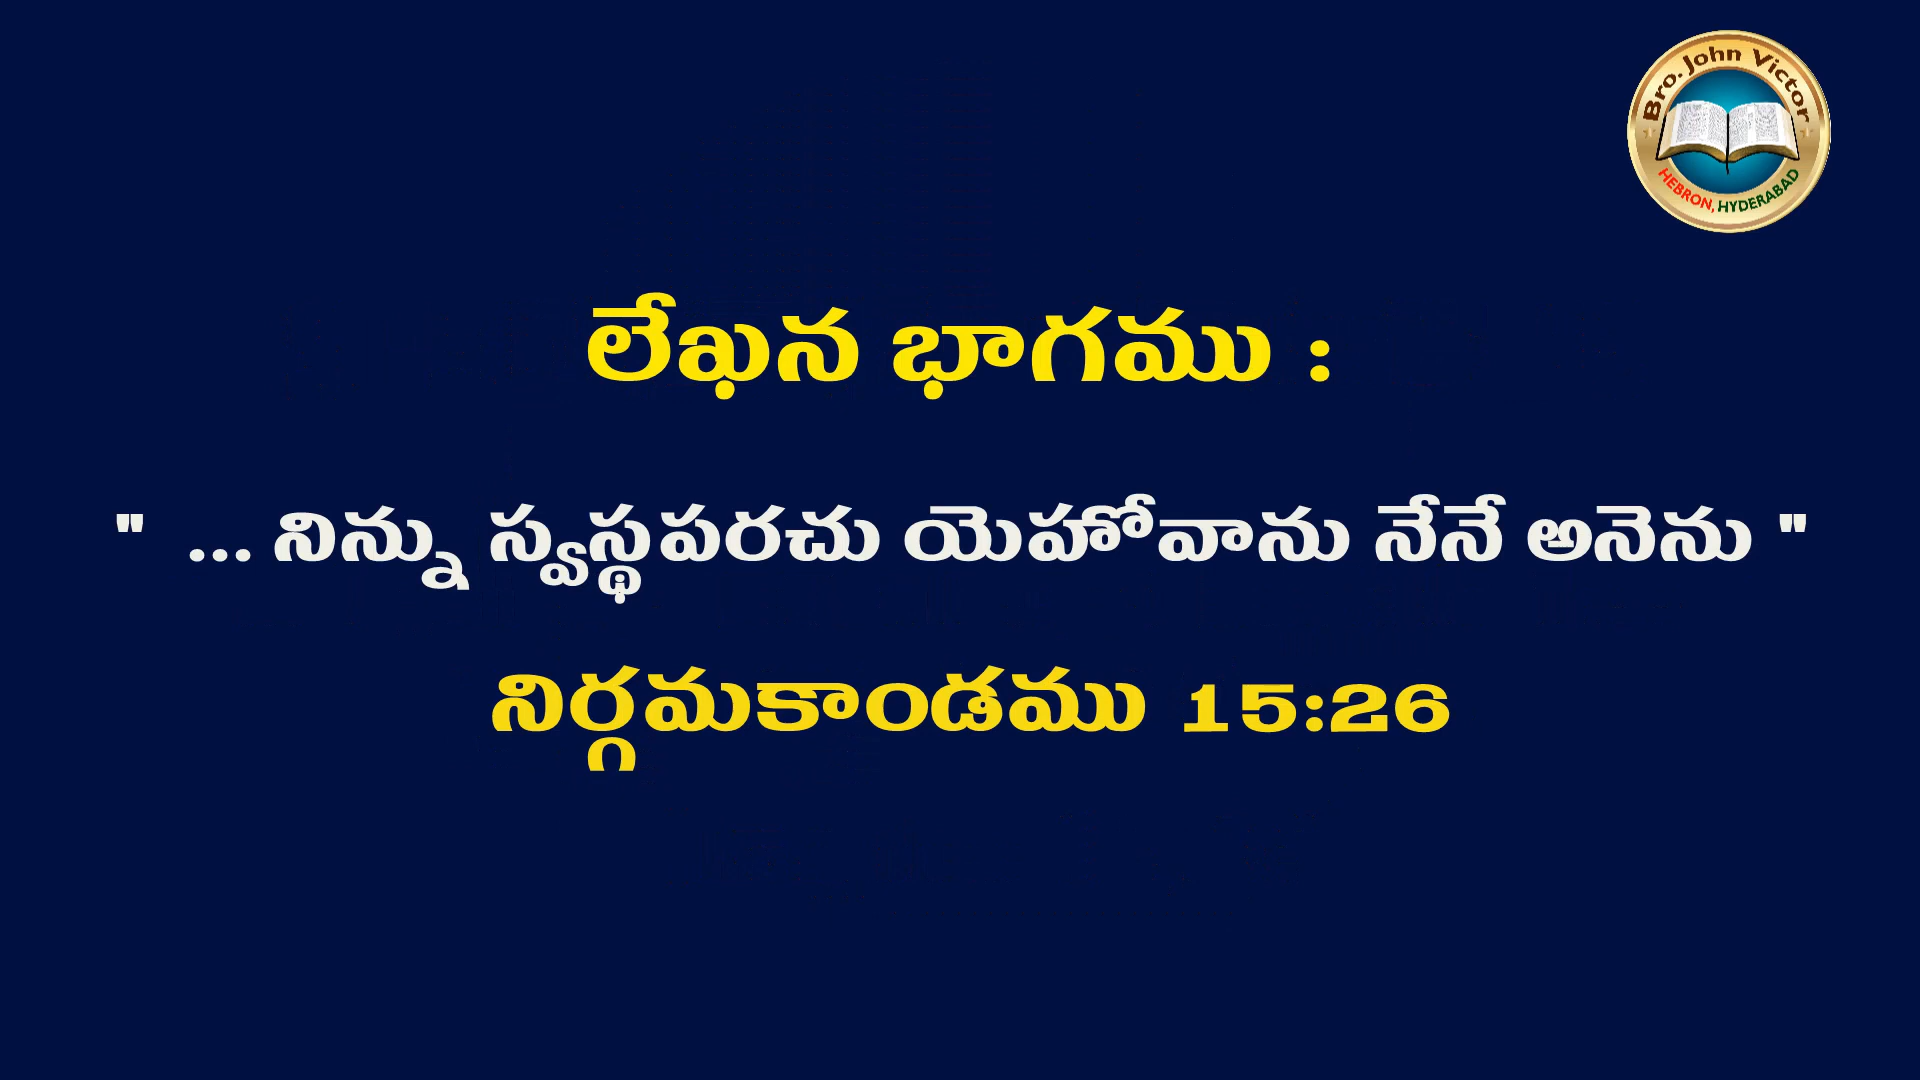 Bro. John Victor
HEBRON, HYDERABAD
లేఖన భాగము :
" ... నిన్ను స్వస్థపరచు యెహోవాను నేనే అనెను "
నిర్గమకాండము 15:26